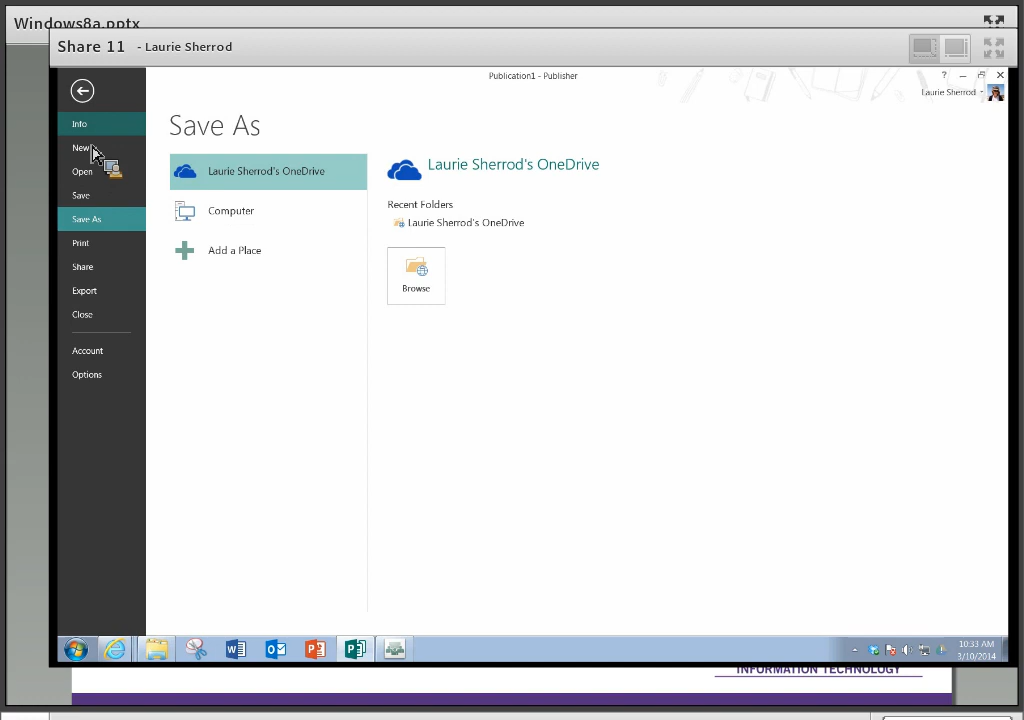 Windows8a.pptx
Share 11 - Laurie Sherrod
Publication1 - Publisher
?
Laurie Sherrod
Info
New
Open
Save
Save As
Print
Share
Export
Close
Account
Options
Save As
Laurie Sherrod's OneDrive
Computer
Add a Place
Laurie Sherrod's OneDrive
Recent Folders
Laurie Sherrod's OneDrive
Browse
10:33 AM
3/10/2014
INFORMATION TECHNOLOGY